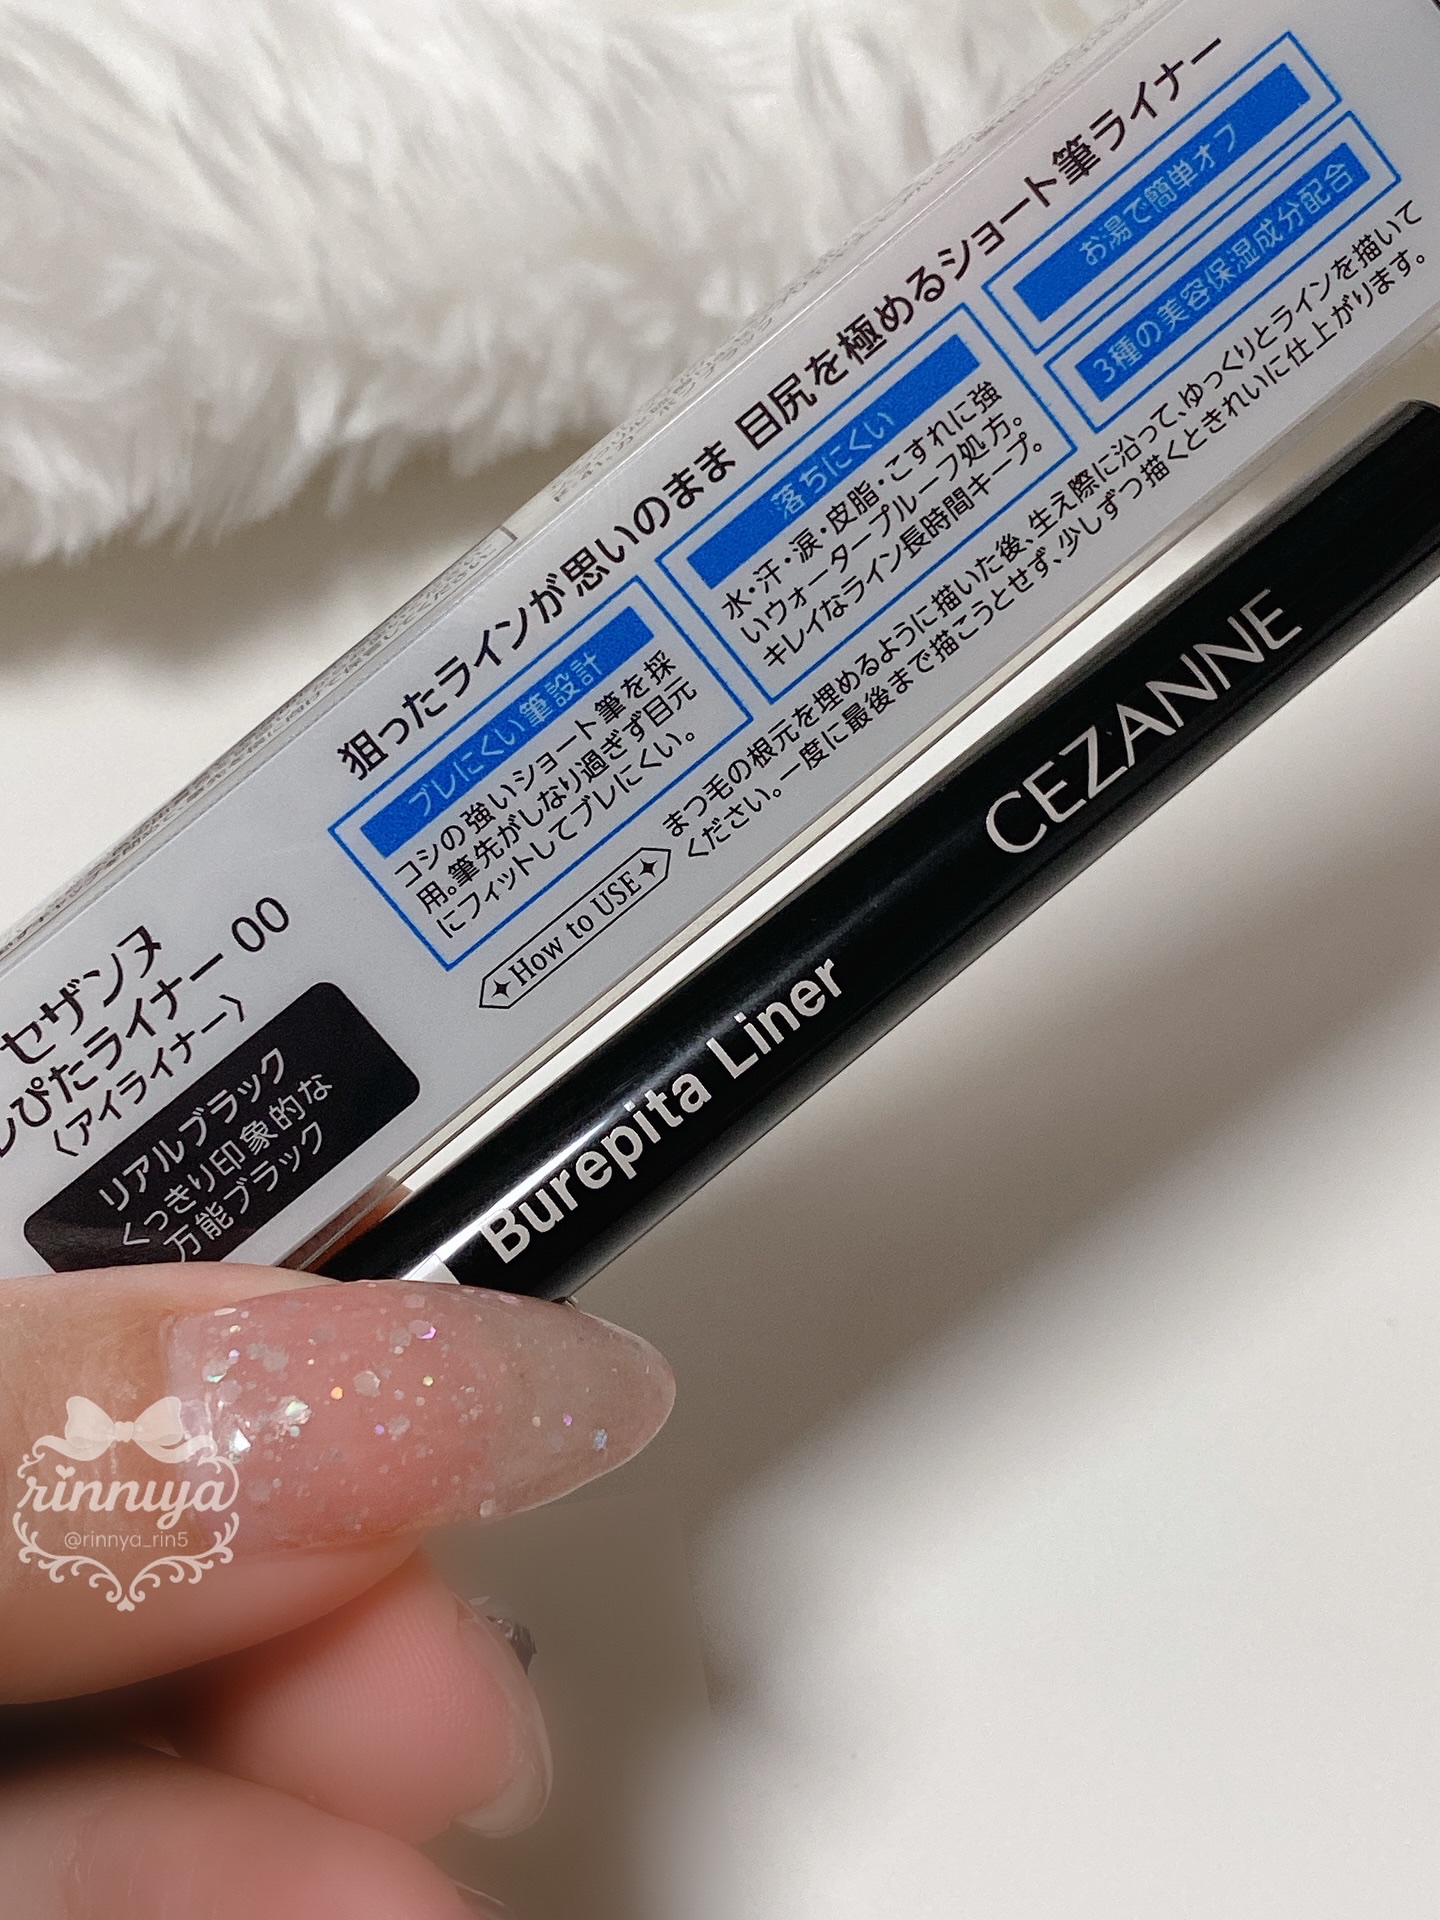 狙ったラインが思いのまま 目尻を極めるショート筆ライナー
ブレにくい筆設計
コシの強いショート筆を採
用。筆先がしなり過ぎず目元
にフィットしてブレにくい。
落ちにくい
水・汗・涙・皮脂・こすれに強
いウォータープルーフ処方。
キレイなライン長時間キープ。
お湯で簡単オフ
3種の美容保湿成分配合
How to USE
まつ毛の根元を埋めるように描いた後、生え際に沿って、ゆっくりとラインを描いて
ください。一度に最後まで描こうとせず、少しずつ描くときれいに仕上がります。
セザンヌ
レぴたライナー 00
〈アイライナー〉
リアルブラック
くっきり印象的な
万能ブラック
CEZANNE
Burepita Liner
rinnuya
@rinnya_rin5